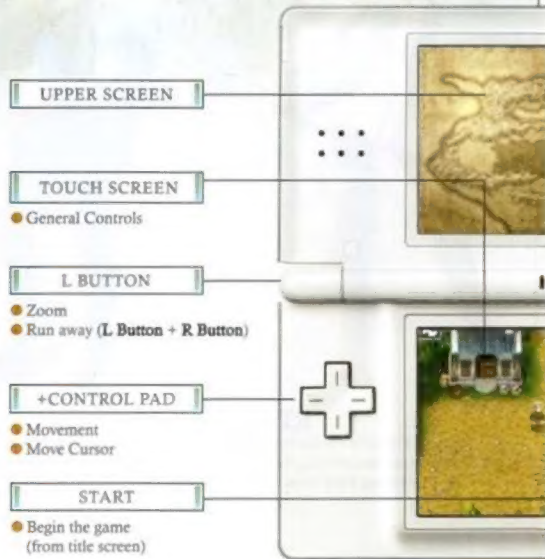 UPPER SCREEN
TOUCH SCREEN
● General Controls
L BUTTON
● Zoom
● Run away (L Button + R Button)
+CONTROL PAD
● Movement
● Move Cursor
START
● Begin the game
(from title screen)